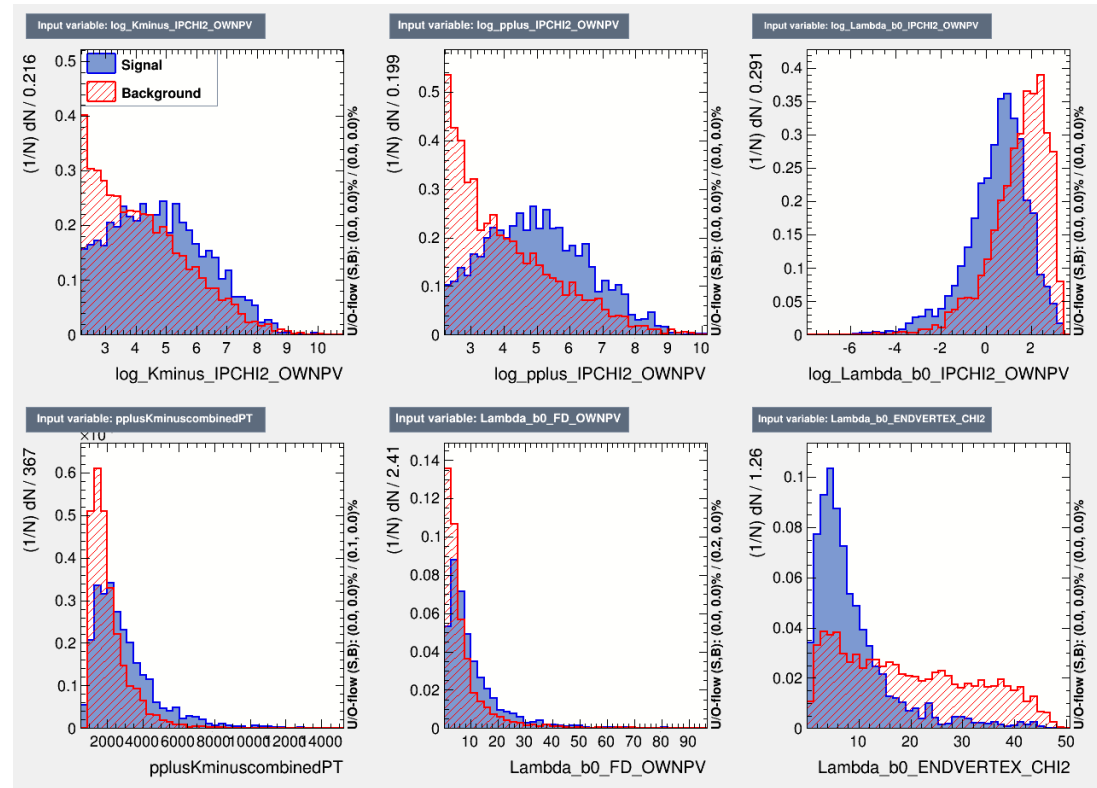 Input variable: log_Kminus_IPCHI2_OWNPV
(1/N) dN / 0.216
0.5
0.4
0.3
0.2
0.1
0
Signal
Background
3 4 5 6 7 8 9 10
log_Kminus_IPCHI2_OWNPV
U/O-flow (S,B): (0.0, 0.0)% / (0.0, 0.0)%
Input variable: log_pplus_IPCHI2_OWNPV
(1/N) dN / 0.199
0.5
0.4
0.3
0.2
0.1
0
3 4 5 6 7 8 9 10
log_pplus_IPCHI2_OWNPV
U/O-flow (S,B): (0.0, 0.0)% / (0.0, 0.0)%
Input variable: log_Lambda_b0_IPCHI2_OWNPV
(1/N) dN / 0.291
0.4
0.35
0.3
0.25
0.2
0.15
0.1
0.05
0
-6 -4 -2 0 2
log_Lambda_b0_IPCHI2_OWNPV
U/O-flow (S,B): (0.0, 0.0)% / (0.0, 0.0)%
Input variable: pplusKminuscombinedPT
×10
(1/N) dN / 367
0.6
0.5
0.4
0.3
0.2
0.1
0
2000 4000 6000 8000 10000 12000 14000
pplusKminuscombinedPT
U/O-flow (S,B): (0.0, 0.0)% / (0.1, 0.0)%
Input variable: Lambda_b0_FD_OWNPV
(1/N) dN / 2.41
0.14
0.12
0.1
0.08
0.06
0.04
0.02
0
10 20 30 40 50 60 70 80 90
Lambda_b0_FD_OWNPV
U/O-flow (S,B): (0.0, 0.0)% / (0.2, 0.0)%
Input variable: Lambda_b0_ENDVERTEX_CHI2
(1/N) dN / 1.26
0.1
0.08
0.06
0.04
0.02
0
10 20 30 40 50
Lambda_b0_ENDVERTEX_CHI2
U/O-flow (S,B): (0.0, 0.0)% / (0.0, 0.0)%